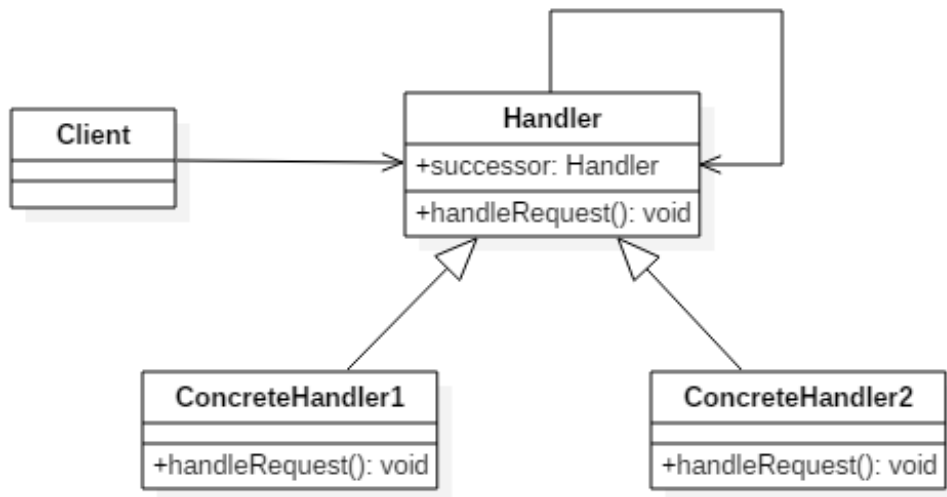 Client
Handler
+successor: Handler
+handleRequest(): void
ConcreteHandler1
+handleRequest(): void
ConcreteHandler2
+handleRequest(): void